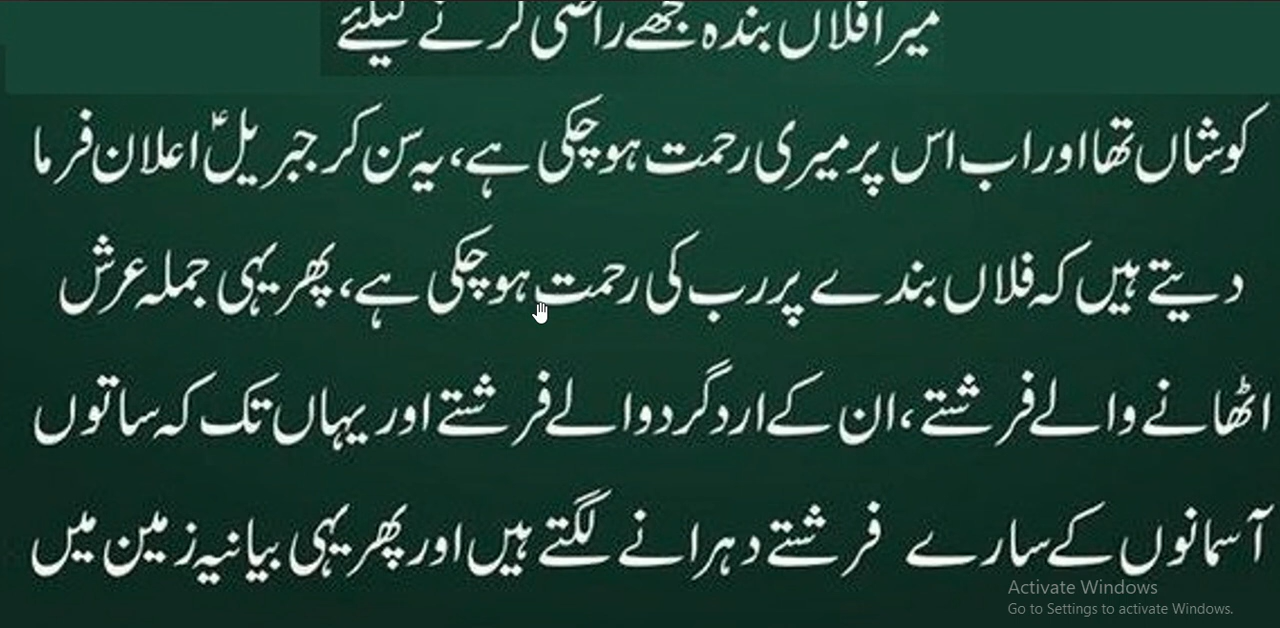 میرا فلاں بندہ مجھے راضی کرنے کیلئے
کوشاں تھا اور اب اس پر میری رحمت ہو چکی ہے، یہ سن کر جبریلؑ اعلان فرما
دیتے ہیں کہ فلاں بندے پر رب کی رحمت ہو چکی ہے، پھر یہی جملہ عرش
اٹھانے والے فرشتے، ان کے ارد گرد والے فرشتے اور یہاں تک کہ ساتوں
آسمانوں کے سارے فرشتے دہرانے لگتے ہیں اور پھر یہی بیانیہ زمین میں
Activate Windows
Go to Settings to activate Windows.